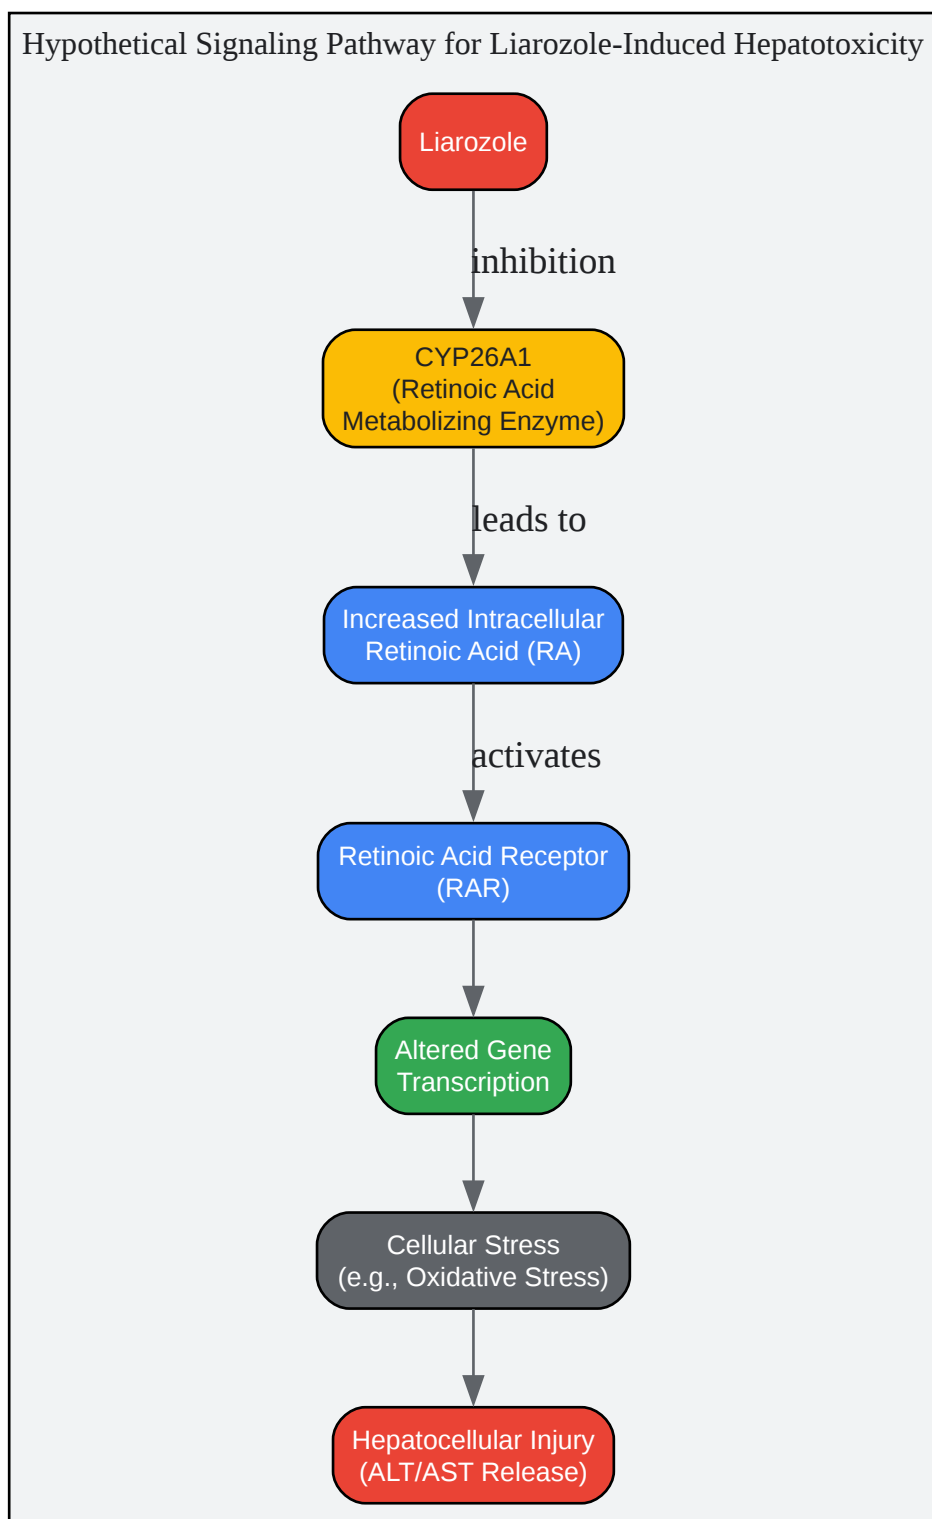 Hypothetical Signaling Pathway for Liarozole-Induced Hepatotoxicity
Liarozole
inhibition
CYP26A1
(Retinoic Acid
Metabolizing Enzyme)
leads to
Increased Intracellular
Retinoic Acid (RA)
activates
Retinoic Acid Receptor
(RAR)
Altered Gene
Transcription
Cellular Stress
(e.g., Oxidative Stress)
Hepatocellular Injury
(ALT/AST Release)